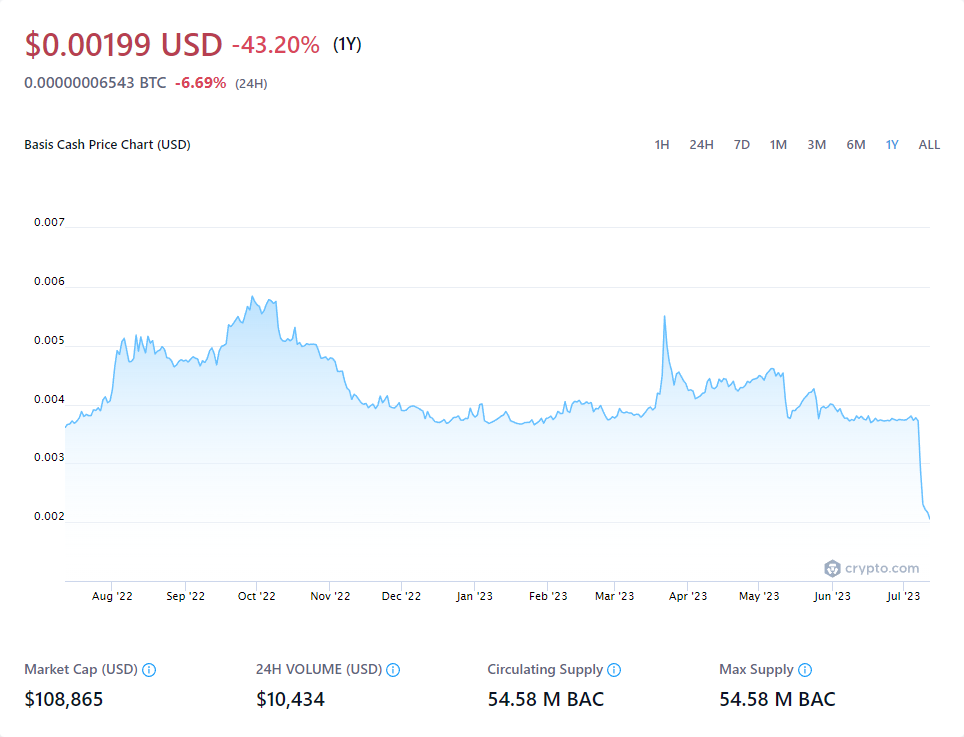 $0.00199 USD -43.20% (1Y)
0.00000006543 BTC -6.69% (24H)
Basis Cash Price Chart (USD) 1H 24H 7D 1M 3M 6M 1Y ALL
0.007
0.006
0.005
0.004
0.003
0.002
crypto.com
Aug '22 Sep '22 Oct '22 Nov '22 Dec '22 Jan '23 Feb '23 Mar '23 Apr '23 May '23 Jun '23 Jul '23
Market Cap (USD) 24H VOLUME (USD) Circulating Supply Max Supply
$108,865 $10,434 54.58 M BAC 54.58 M BAC